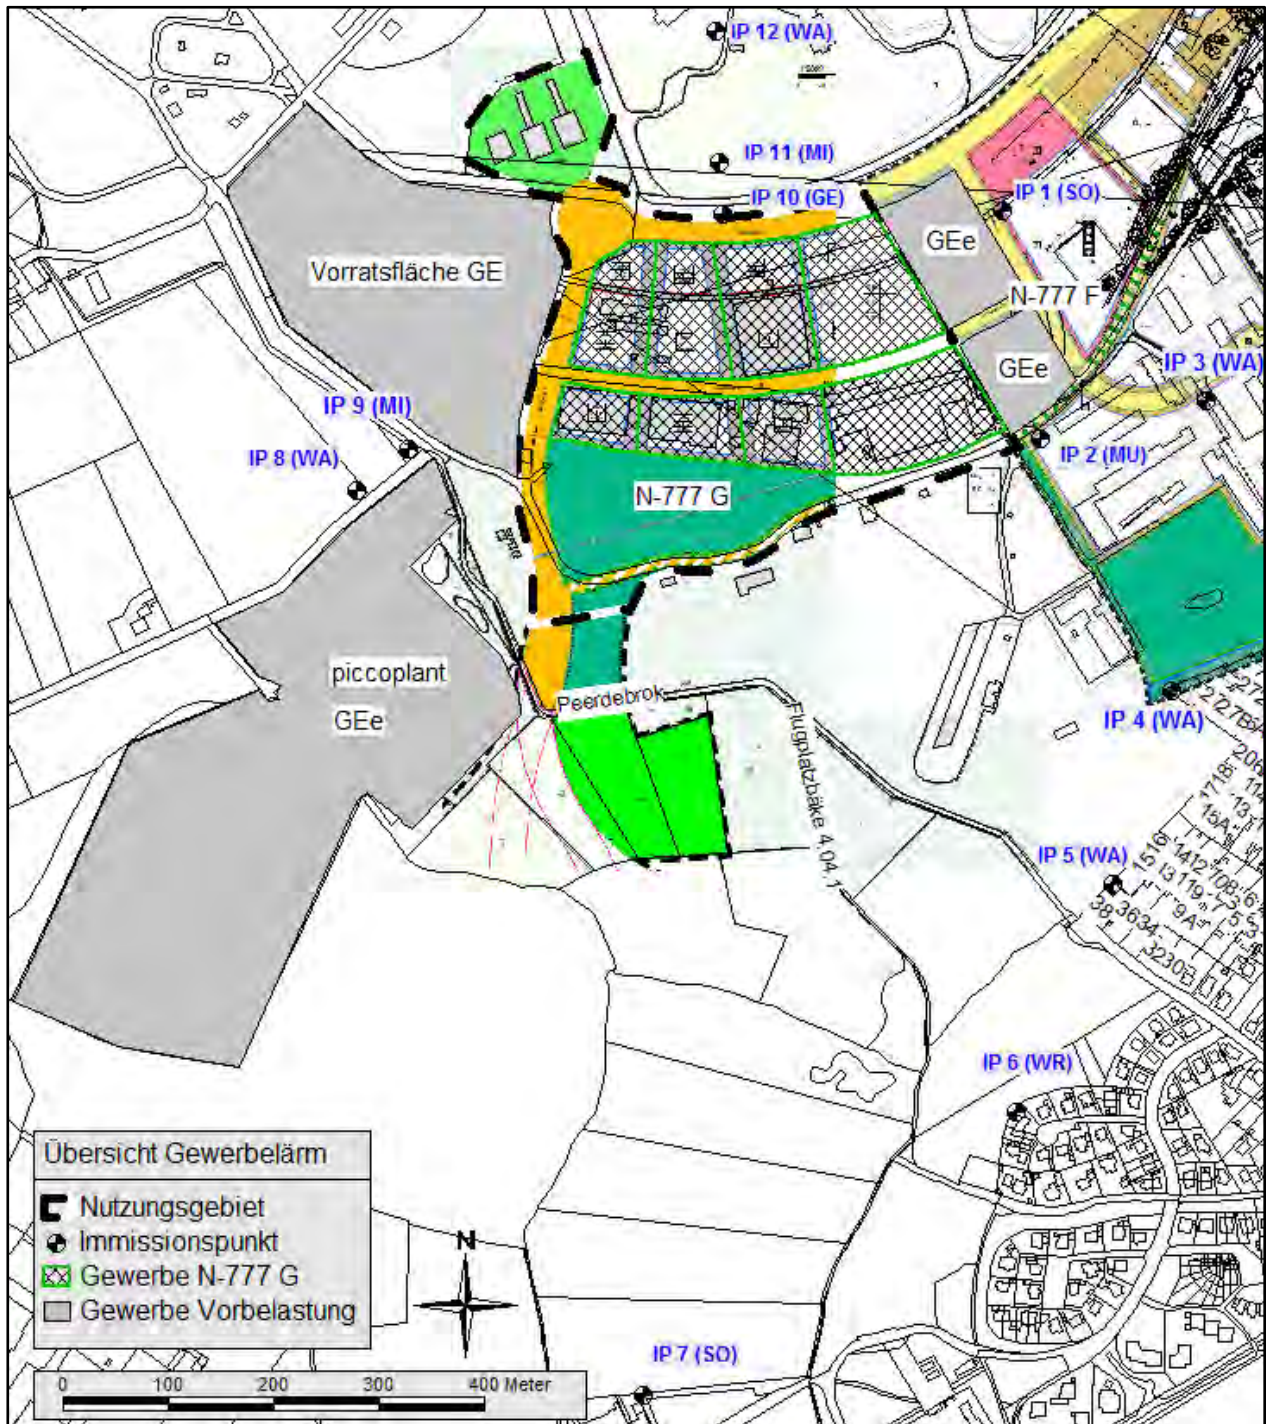 IP 12 (WA)
IP 11 (MI)
IP 10 (GE)
IP 1 (SO)
GEe
Vorratsfläche GE
N-777 F
GEe
IP 3 (WA)
IP 9 (MI)
IP 8 (WA)
IP 2 (MU)
N-777 G
piccoplant
GEe
Peerdebrok
IP 4 (WA)
Flugplatzbäke 4.04.1
IP 5 (WA)
IP 6 (WR)
Übersicht Gewerbelärm
Nutzungsgebiet
Immissionspunkt
Gewerbe N-777 G
Gewerbe Vorbelastung
N
IP 7 (SO)
0 100 200 300 400 Meter